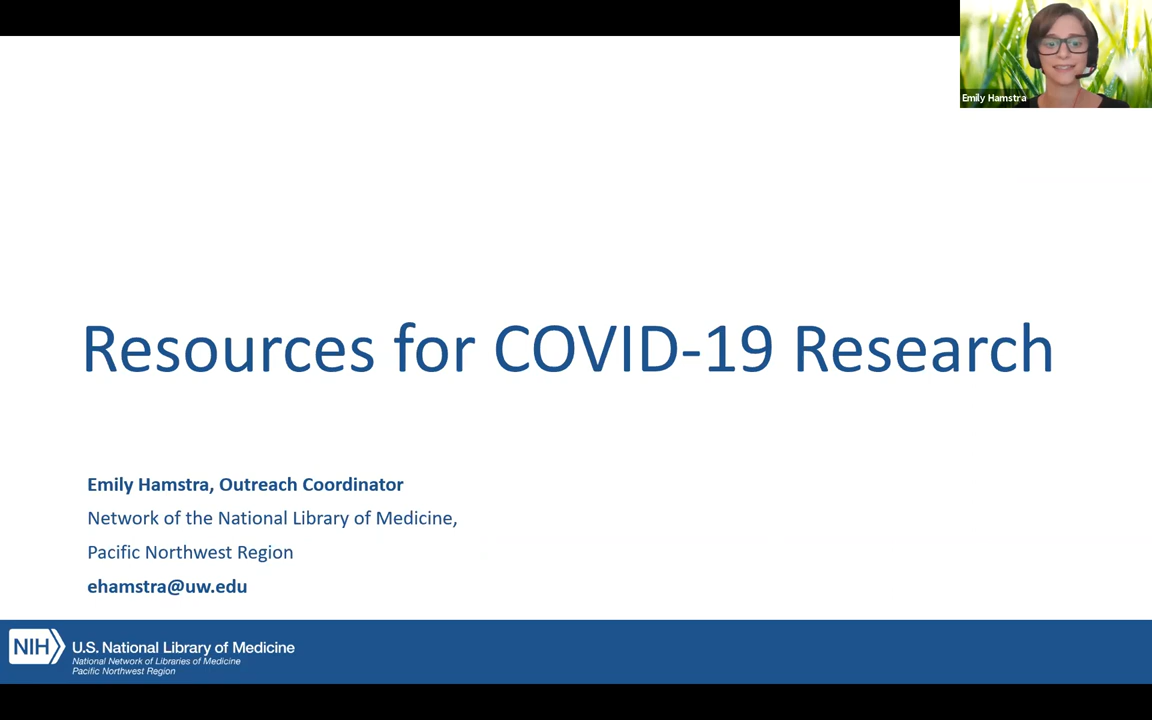 Emily Hamstra
Resources for COVID-19 Research
Emily Hamstra, Outreach Coordinator
Network of the National Library of Medicine,
Pacific Northwest Region
ehamstra@uw.edu
NIH
U.S. National Library of Medicine
National Network of Libraries of Medicine
Pacific Northwest Region